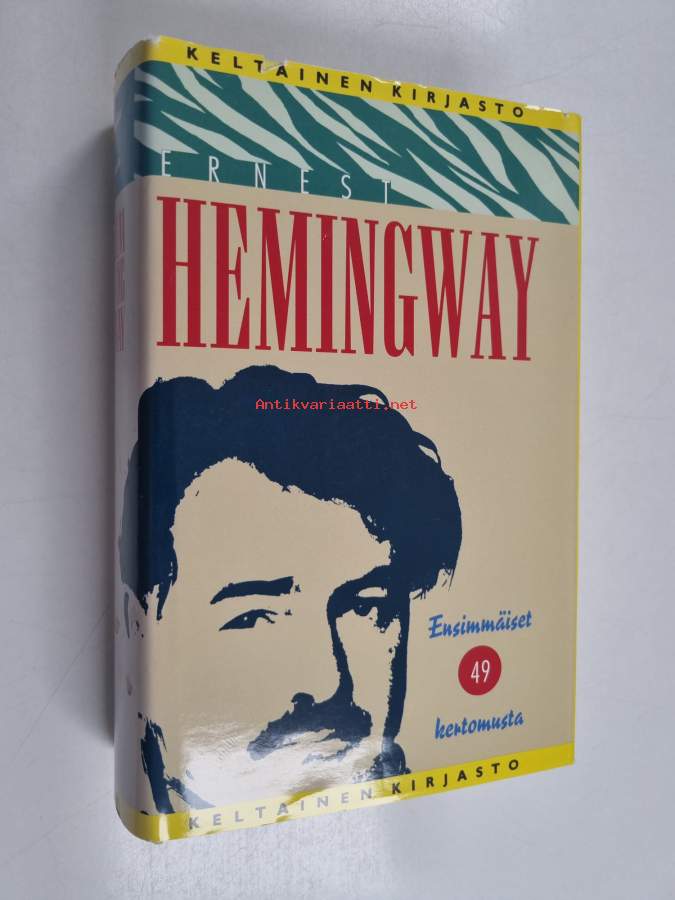 KELTAINEN KIRJASTO
ERNEST
HEMINGWAY
Antikvariaatti.net
Ensimmäiset
49
kertomusta
KELTAINEN KIRJASTO